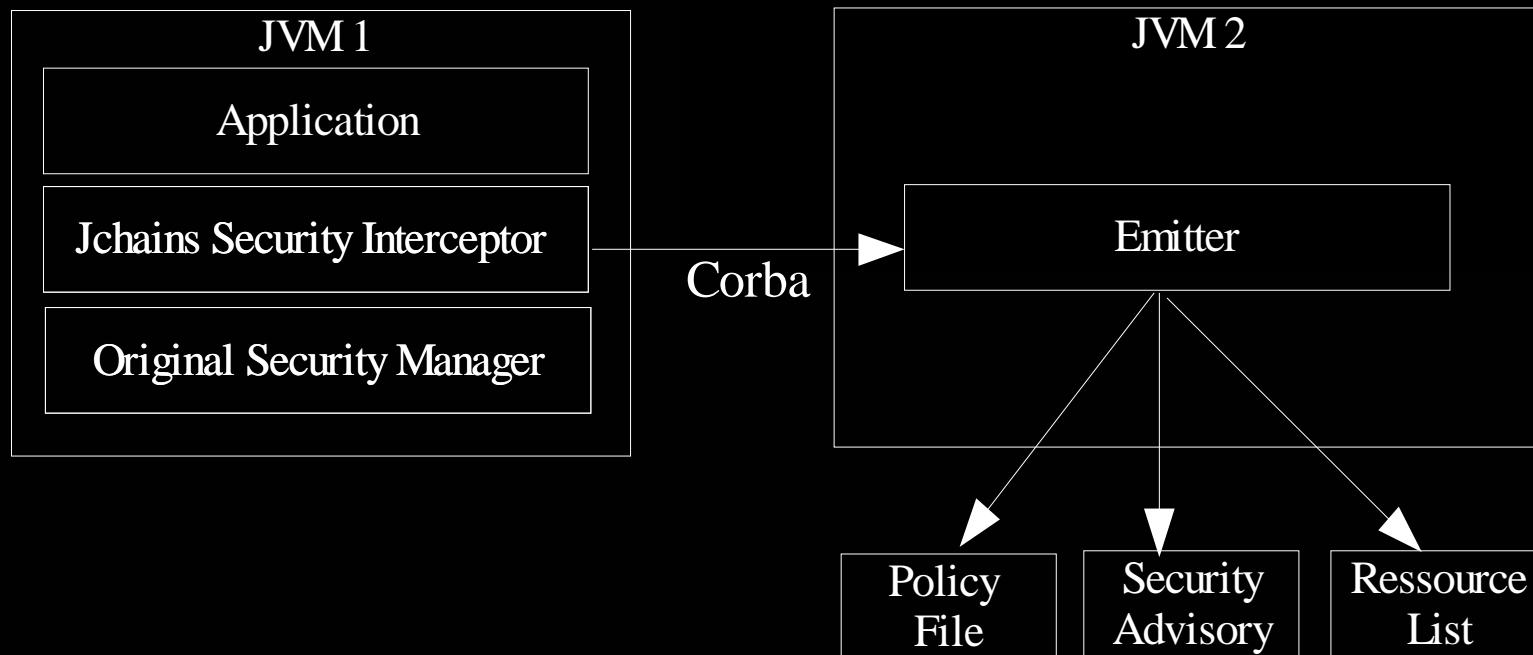 JVM 1
Application
Jchains Security Interceptor
Original Security Manager
Corba
JVM 2
Emitter
Policy
File
Security
Advisory
Ressource
List